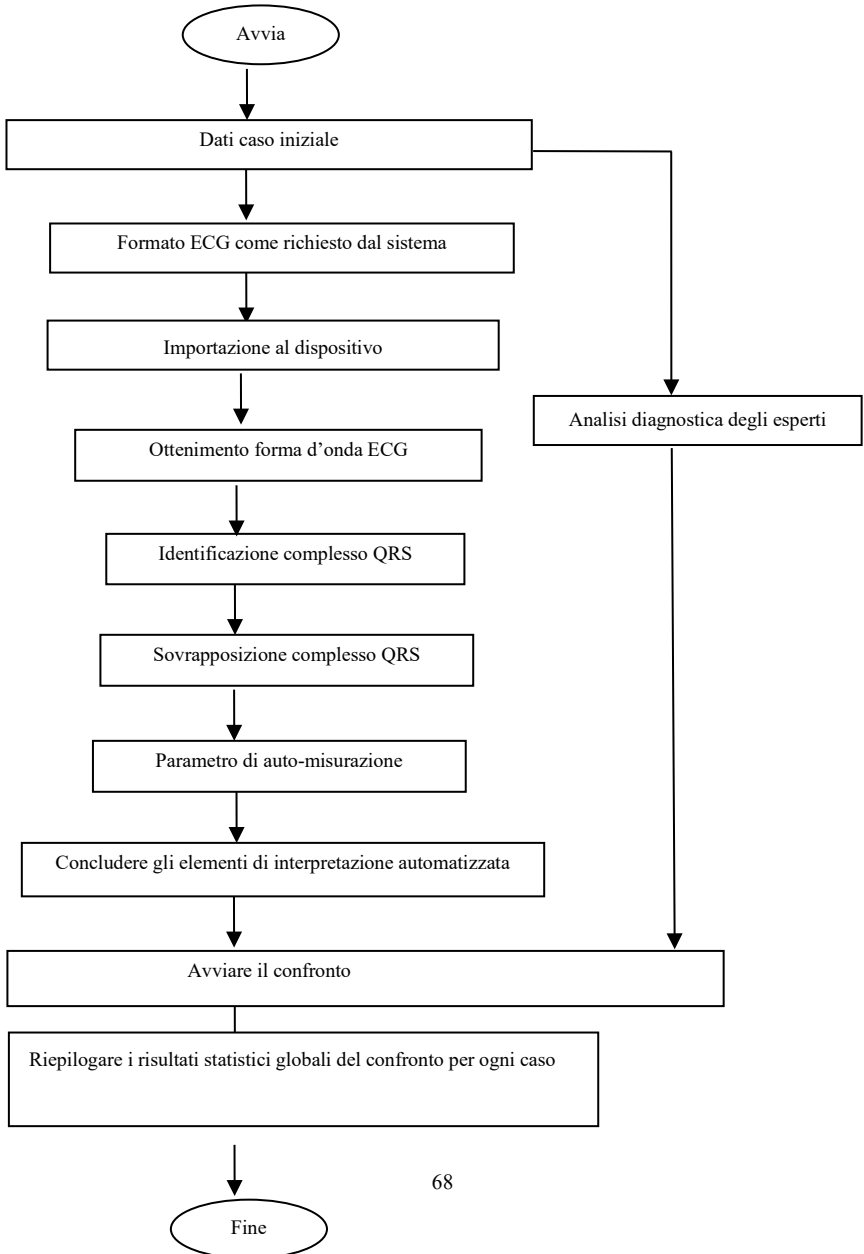 Avvia
Dati caso iniziale
Formato ECG come richiesto dal sistema
Importazione al dispositivo
Analisi diagnostica degli esperti
Ottenimento forma d’onda ECG
Identificazione complesso QRS
Sovrapposizione complesso QRS
Parametro di auto-misurazione
Concludere gli elementi di interpretazione automatizzata
Avviare il confronto
Riepilogare i risultati statistici globali del confronto per ogni caso
68
Fine